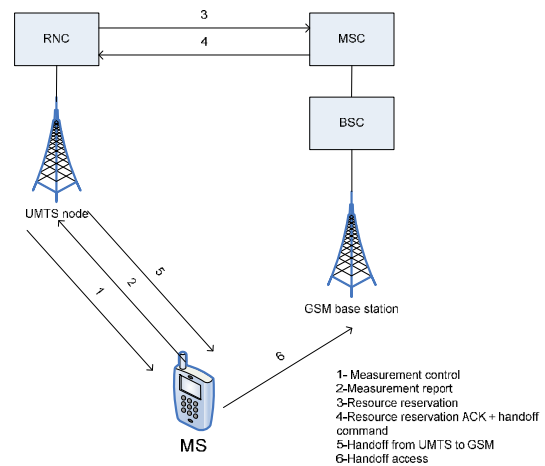 3
RNC
MSC
4
BSC
UMTS node
5
2
1
GSM base station
6
MS
1- Measurement control
2-Measurement report
3-Resource reservation
4-Resource reservation ACK + handoff
command
5-Handoff from UMTS to GSM
6-Handoff access